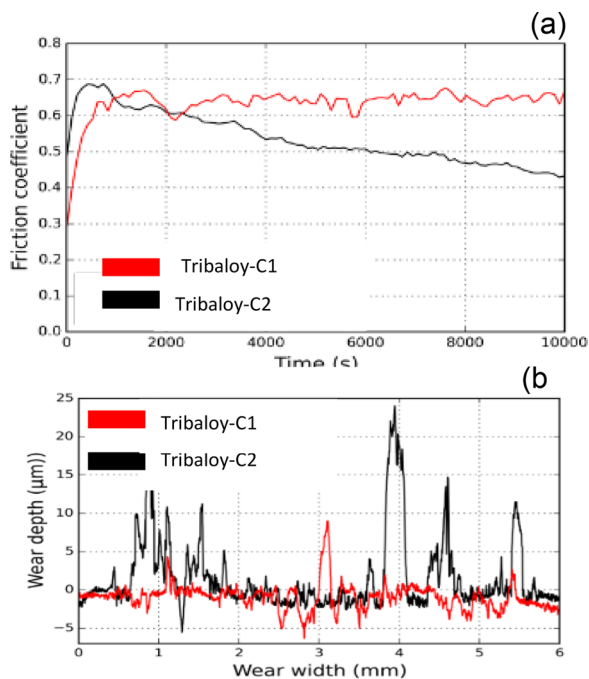 (a)
0.8
0.7
0.6
0.5
0.4
0.3
0.2
0.1
0.0
Friction coefficient
Tribaloy-C1
Tribaloy-C2
0 2000 4000 6000 8000 10000
Time (s)
(b)
25
20
15
10
5
0
−5
Wear depth (µm))
Tribaloy-C1
Tribaloy-C2
0 1 2 3 4 5 6
Wear width (mm)